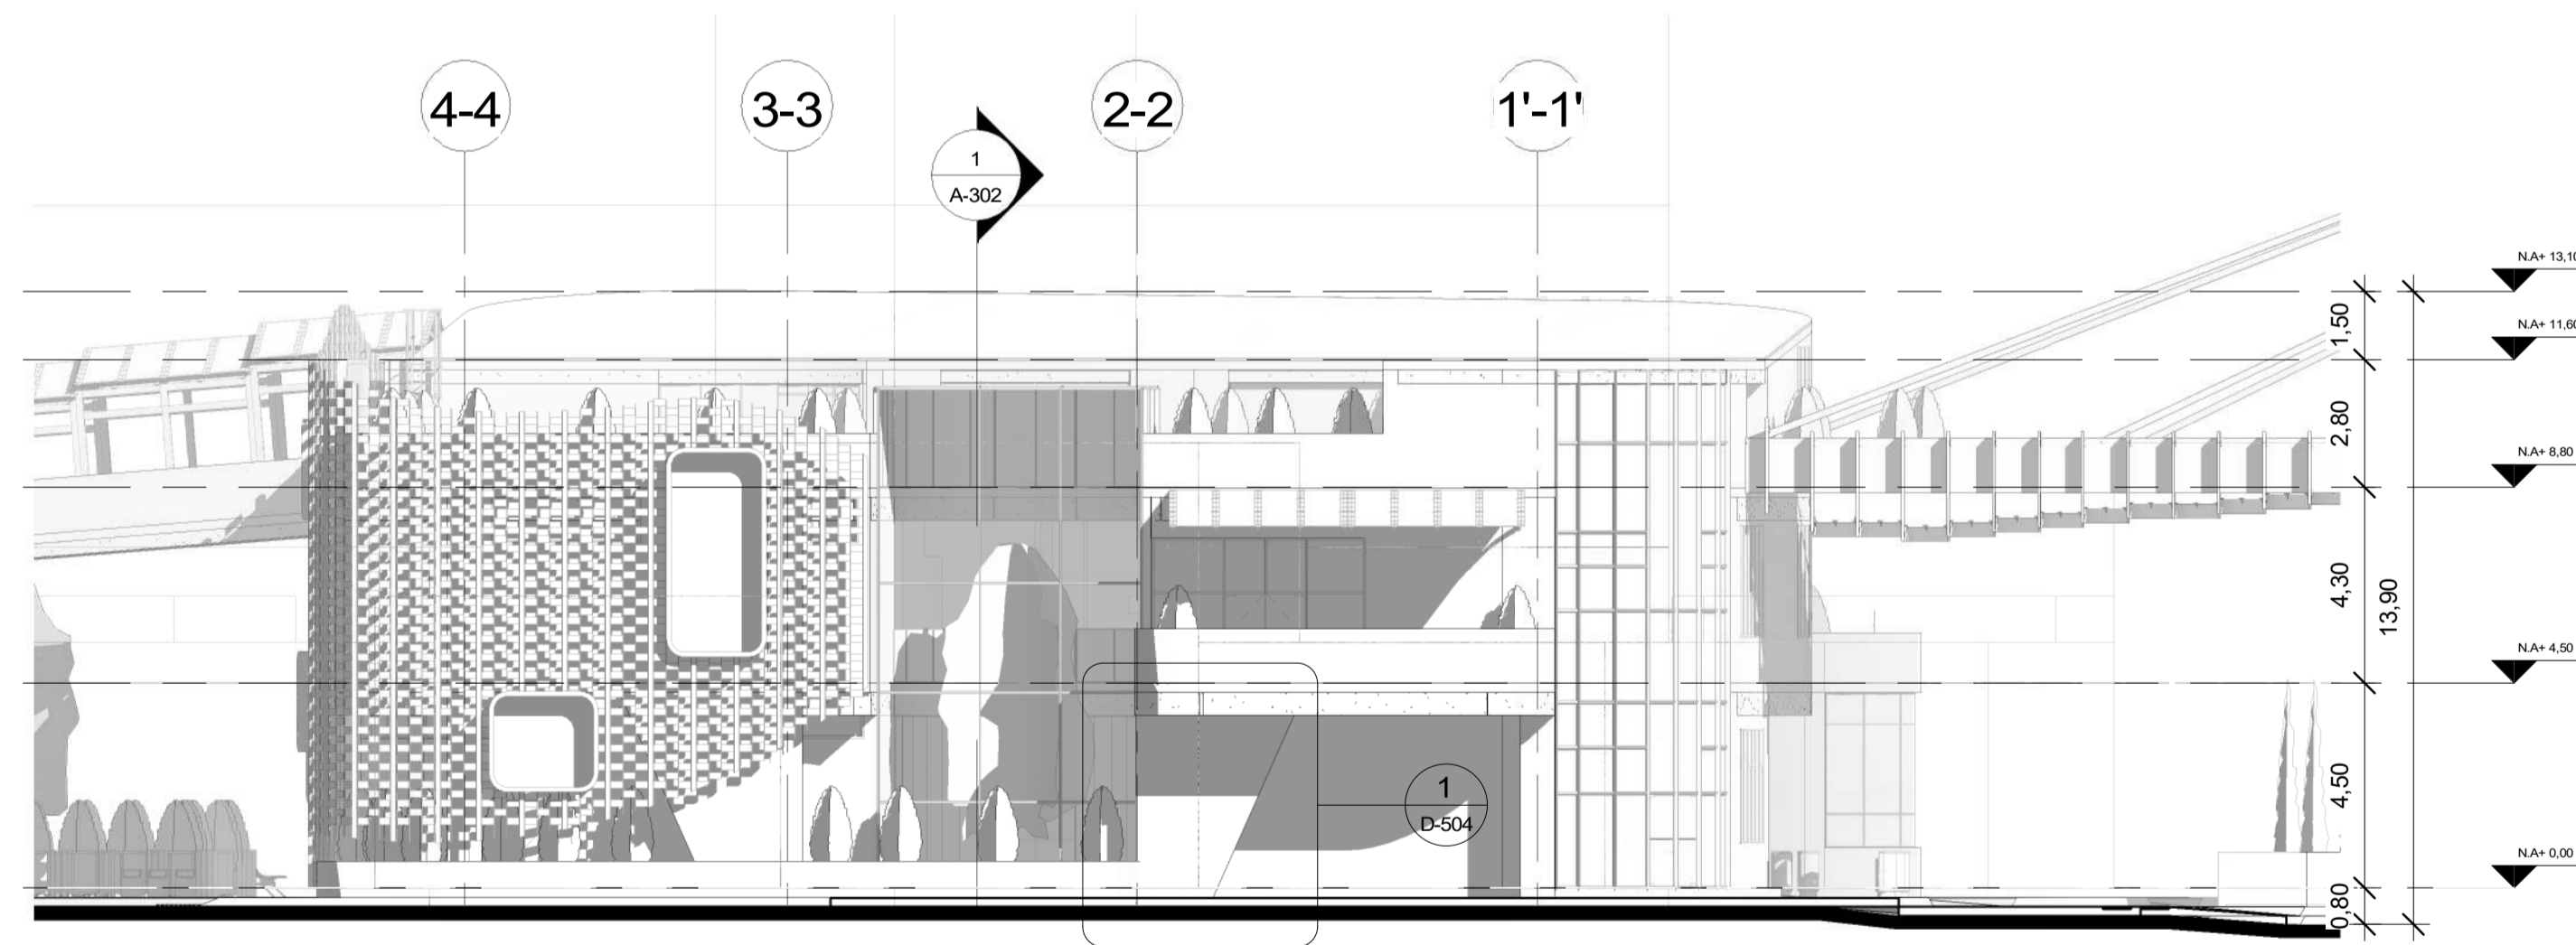 4-4
3-3
2-2
1'-1'
1
A-302
N.A+ 13,10
1,50
N.A+ 11,60
2,80
N.A+ 8,80
4,30
13,90
N.A+ 4,50
4,50
1
D-504
N.A+ 0,00
0,80